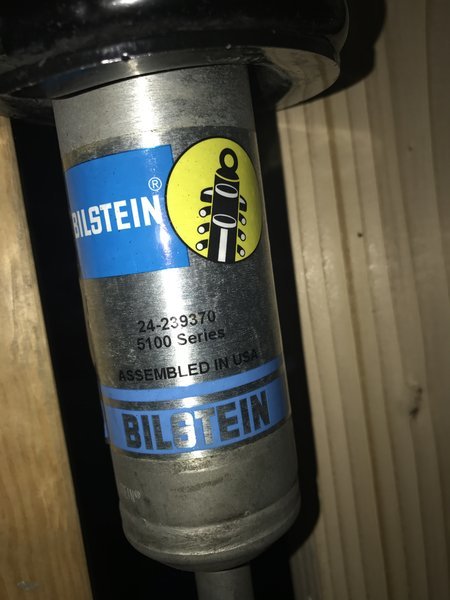 BILSTEIN®
24-239370
5100 Series
ASSEMBLED IN USA
BILSTEIN